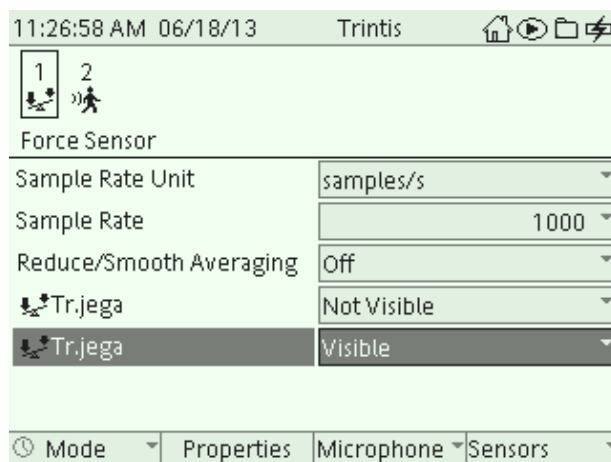 11:26:58 AM 06/18/13 Trintis
1 2
Force Sensor
Sample Rate Unit samples/s
Sample Rate 1000
Reduce/Smooth Averaging Off
Tr.jega Not Visible
Tr.jega Visible
Mode Properties Microphone Sensors